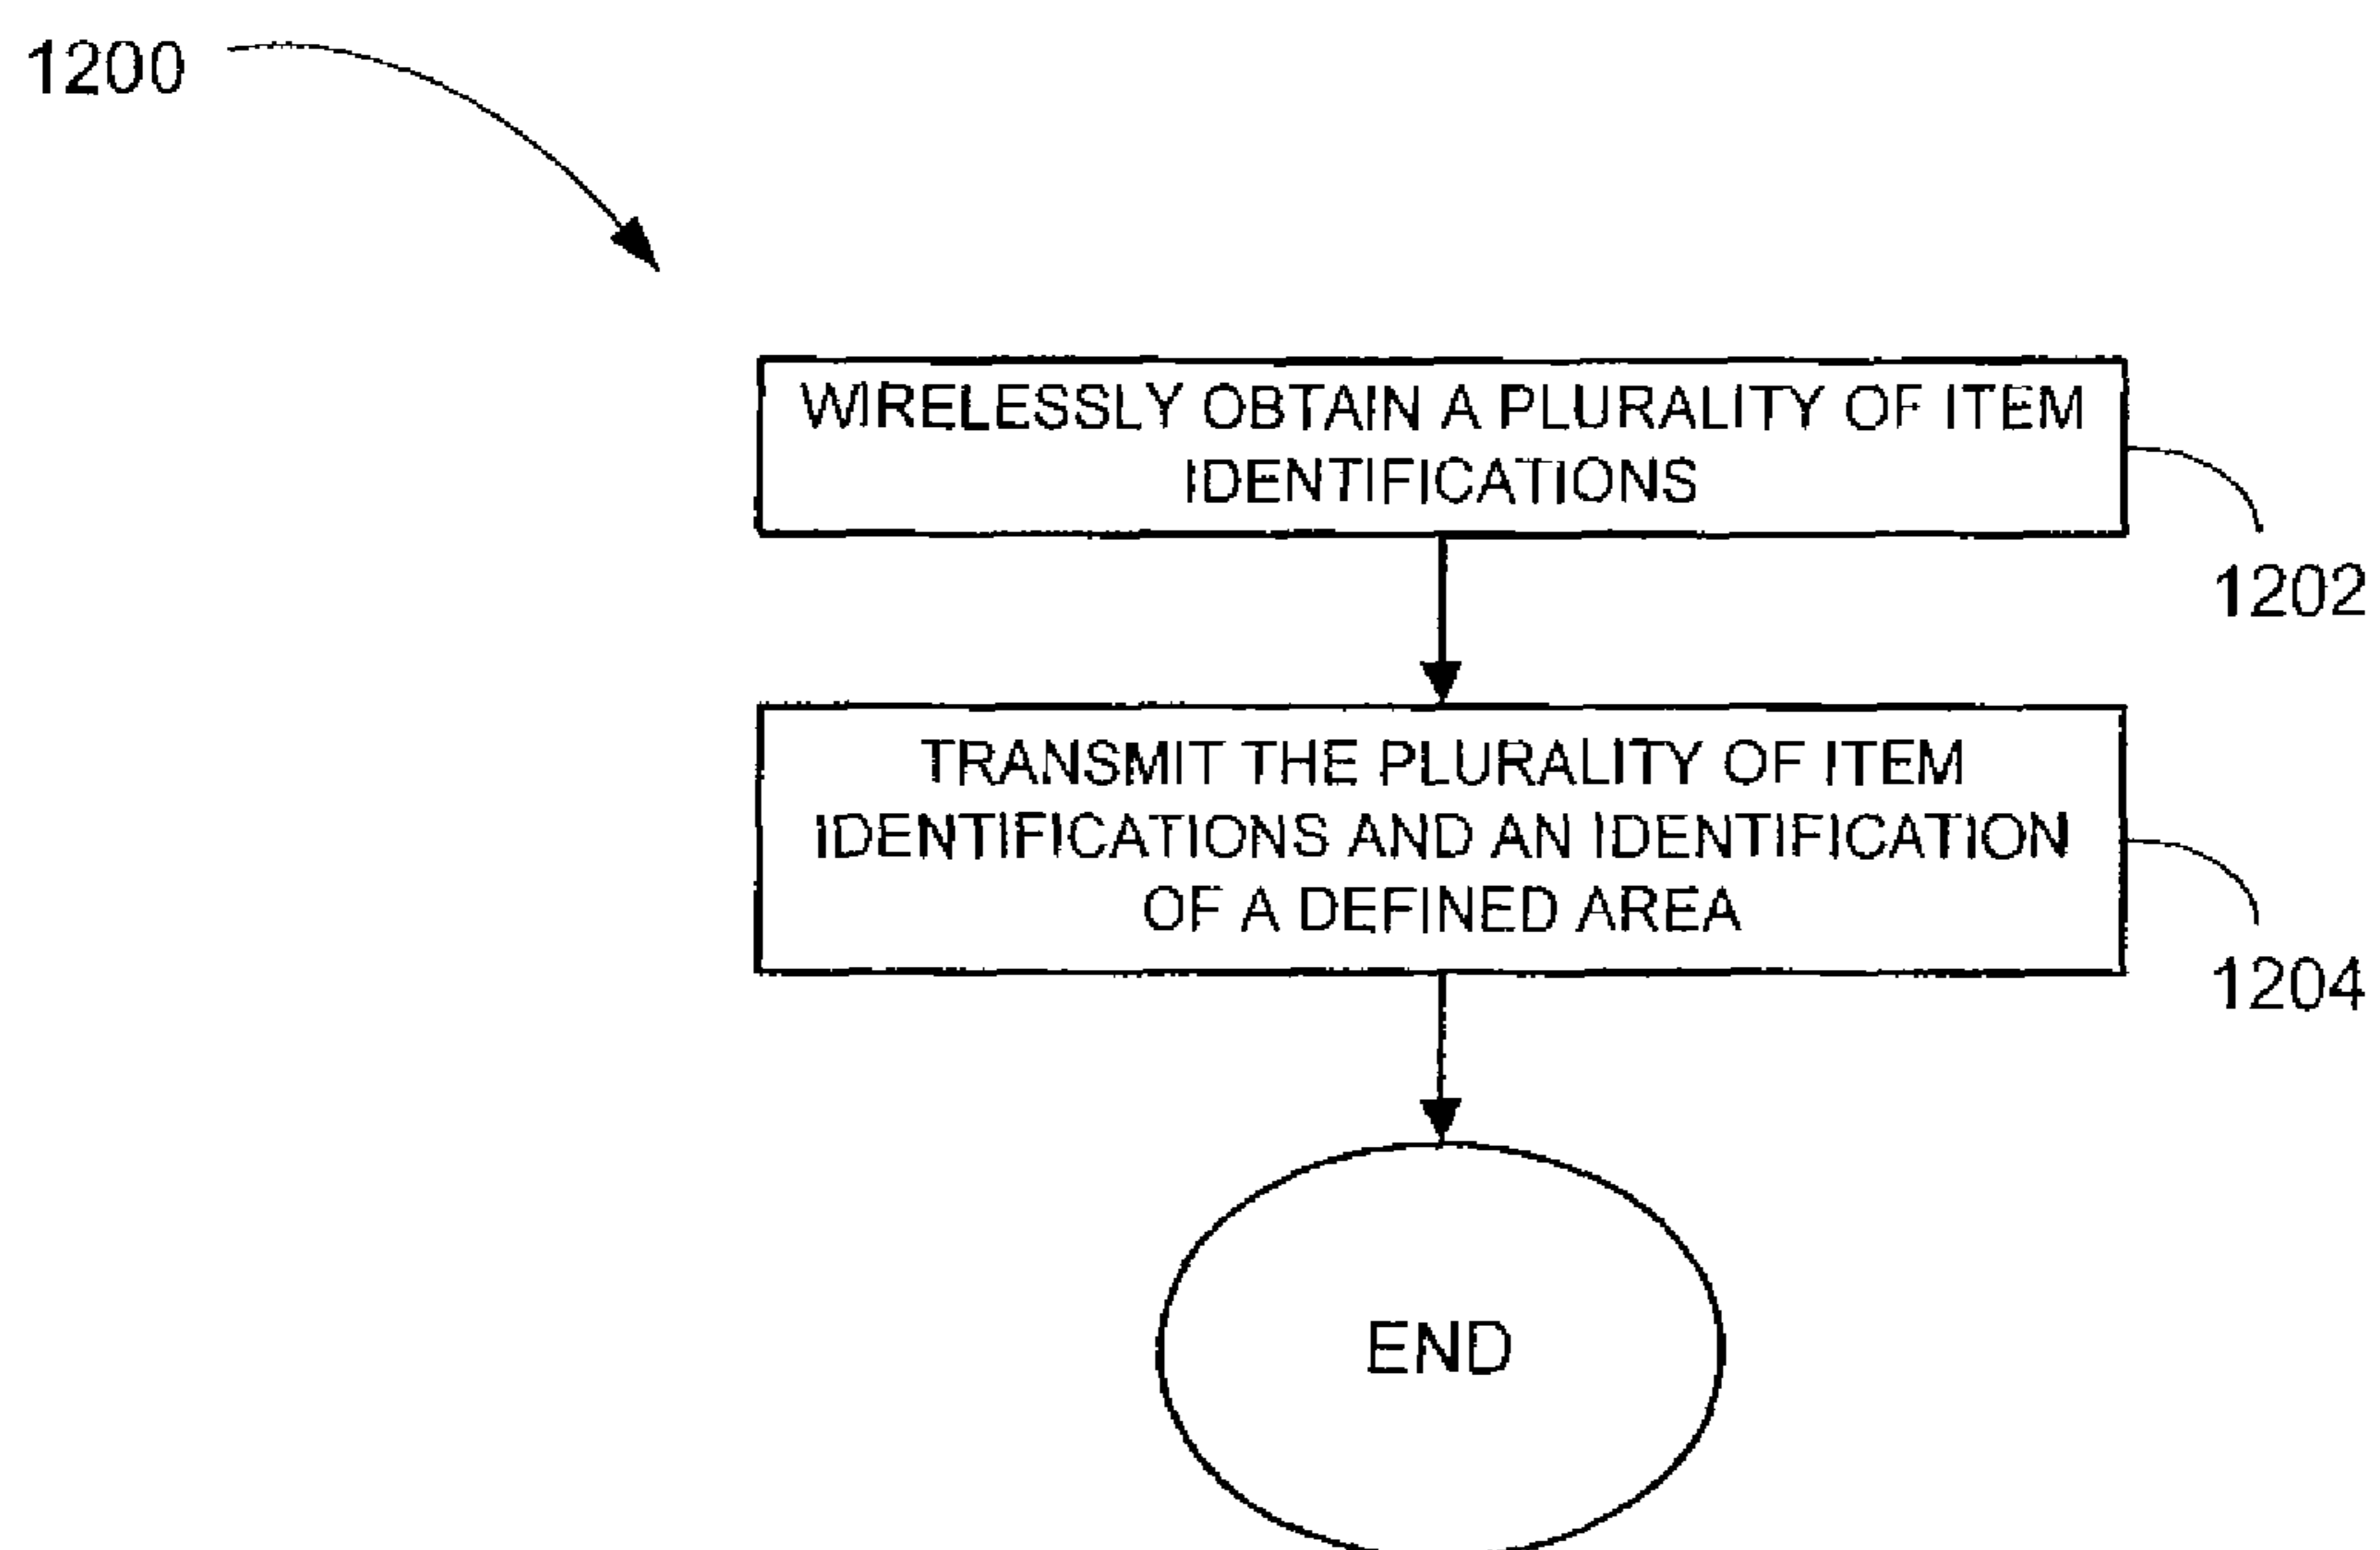 1200
WIRELESSLY OBTAIN A PLURALITY OF ITEM
IDENTIFICATIONS
1202
TRANSMIT THE PLURALITY OF ITEM
IDENTIFICATIONS AND AN IDENTIFICATION
OF A DEFINED AREA
1204
END